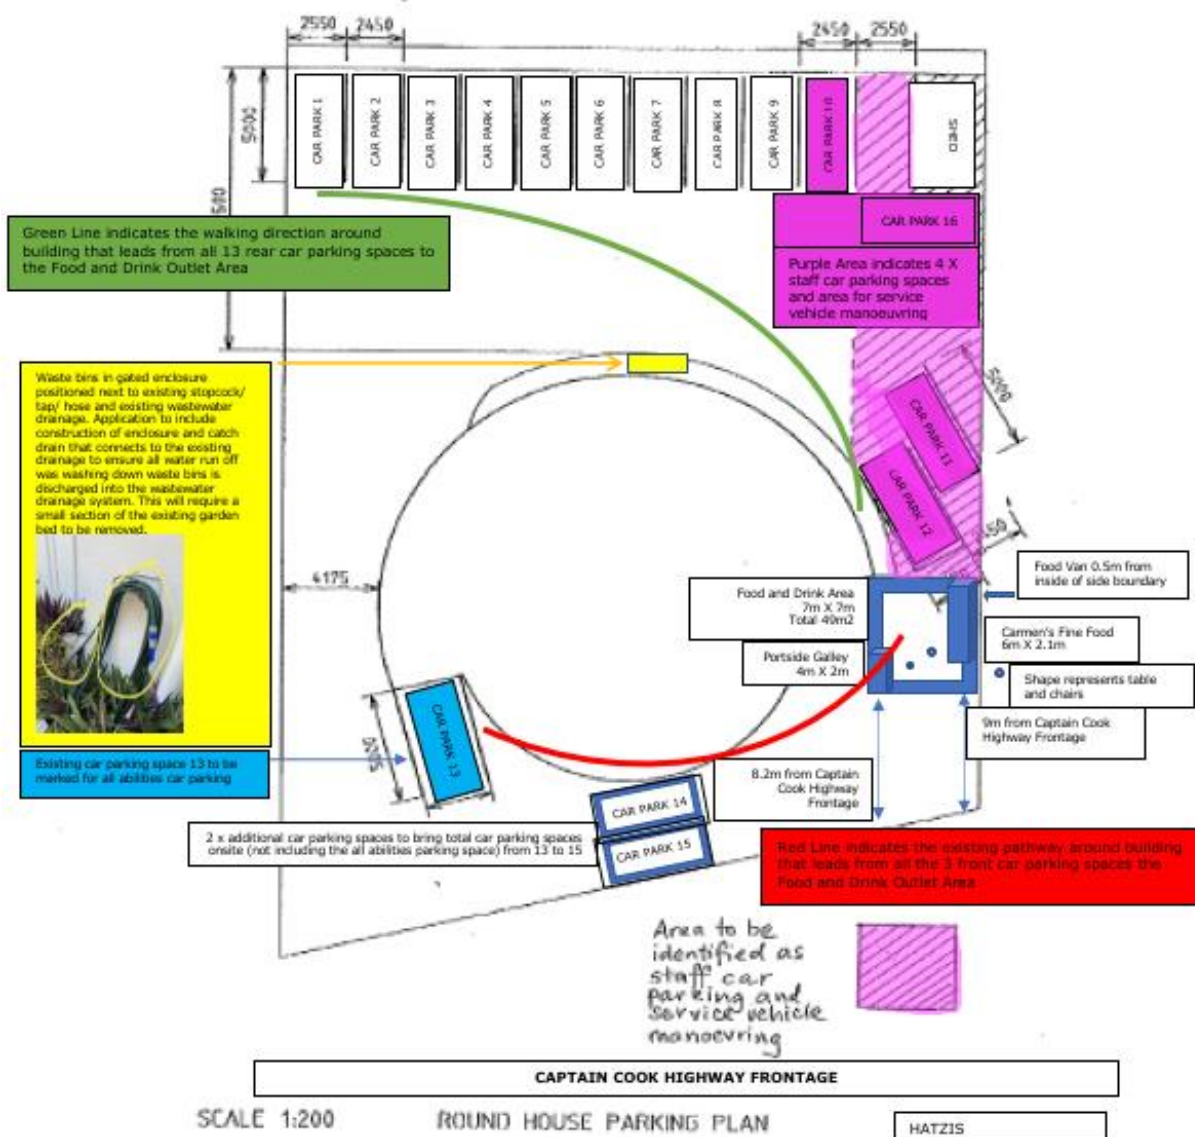 2550
2450
2450
2550
5000
CAR PARK 1
CAR PARK 2
CAR PARK 3
CAR PARK 4
CAR PARK 5
CAR PARK 6
CAR PARK 7
CAR PARK 8
CAR PARK 9
CAR PARK 10
SHED
500
Green Line indicates the walking direction around
building that leads from all 13 rear car parking spaces to
the Food and Drink Outlet Area
CAR PARK 16
Purple Area indicates 4 X
staff car parking spaces
and area for service
vehicle manoeuvring
Waste bins in gated enclosure
positioned next to existing stopcock/
tap/ hose and existing wastewater
drainage. Application to include
construction of enclosure and catch
drain that connects to the existing
drainage to ensure all water run off
was washing down waste bins is
discharged into the wastewater
drainage system. This will require a
small section of the existing garden
bed to be removed.
5000
CAR PARK 11
CAR PARK 12
450
4175
Food Van 0.5m from
inside of side boundary
Food and Drink Area
7m X 7m
Total 49m2
Carmen's Fine Food
6m X 2.1m
Portside Galley
4m X 2m
Shape represents table
and chairs
9m from Captain Cook
Highway Frontage
5000
CAR PARK 13
Existing car parking space 13 to be
marked for all abilities car parking
8.2m from Captain
Cook Highway
Frontage
CAR PARK 14
CAR PARK 15
2 x additional car parking spaces to bring total car parking spaces
onsite (not including the all abilities parking space) from 13 to 15
Red Line indicates the existing pathway around building
that leads from all the 3 front car parking spaces the
Food and Drink Outlet Area
Area to be
identified as
staff car
parking and
service vehicle
manoevring
CAPTAIN COOK HIGHWAY FRONTAGE
SCALE 1:200
ROUND HOUSE PARKING PLAN
HATZIS